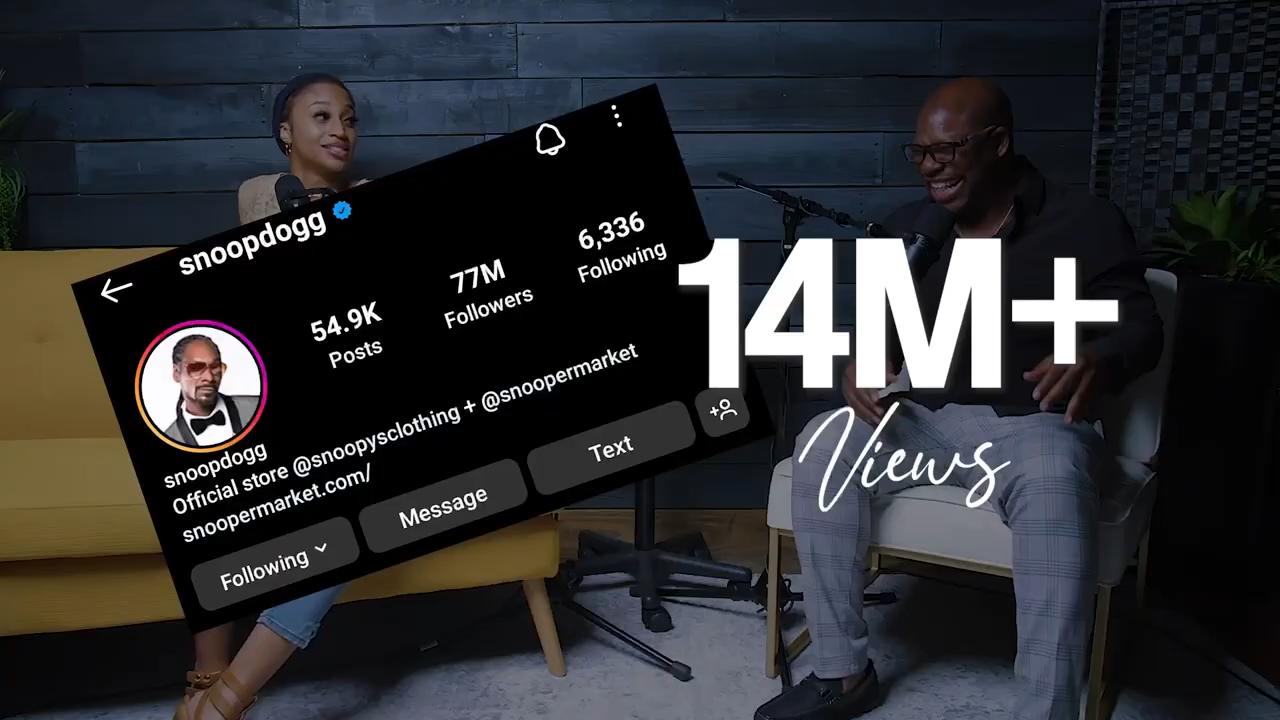 snoopdogg
54.9K
Posts
77M
Followers
6,336
Following
snoopdogg
Official store @snoopysclothing + @snoopermarket
snoopermarket.com/
Following
Message
Text
14M+
Views